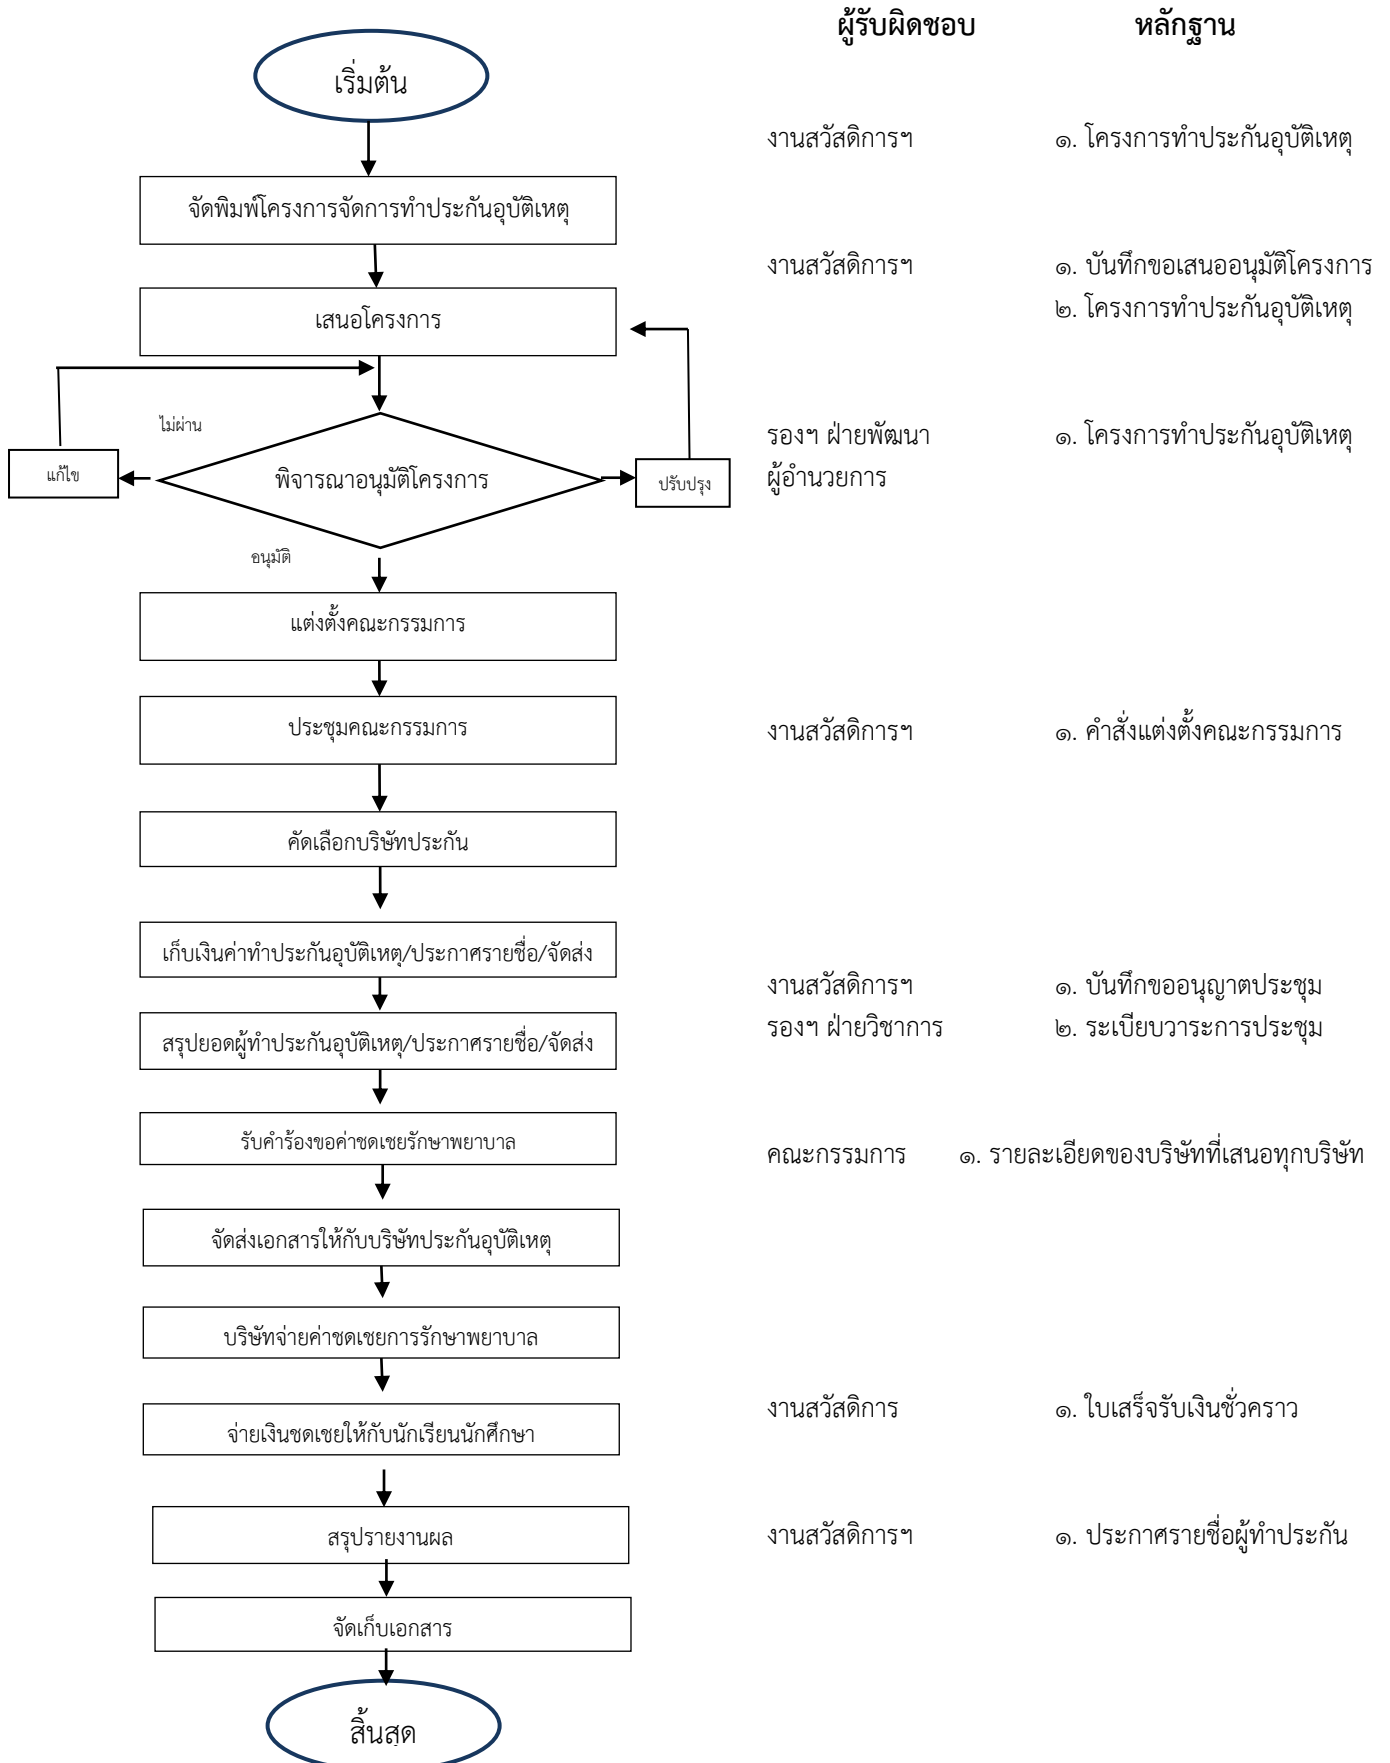 ผู้รับผิดชอบ หลักฐาน
เริ่มต้น
งานสวัสดิการฯ ๑. โครงการทำประกันอุบัติเหตุ
จัดพิมพ์โครงการจัดการทำประกันอุบัติเหตุ
งานสวัสดิการฯ ๑. บันทึกขอเสนออนุมัติโครงการ
๒. โครงการทำประกันอุบัติเหตุ
เสนอโครงการ
ไม่ผ่าน
รองฯ ฝ่ายพัฒนา ๑. โครงการทำประกันอุบัติเหตุ
แก้ไข
พิจารณาอนุมัติโครงการ
ปรับปรุง
ผู้อำนวยการ
อนุมัติ
แต่งตั้งคณะกรรมการ
ประชุมคณะกรรมการ
งานสวัสดิการฯ ๑. คำสั่งแต่งตั้งคณะกรรมการ
คัดเลือกบริษัทประกัน
เก็บเงินค่าทำประกันอุบัติเหตุ/ประกาศรายชื่อ/จัดส่ง
งานสวัสดิการฯ ๑. บันทึกขออนุญาตประชุม
รองฯ ฝ่ายวิชาการ ๒. ระเบียบวาระการประชุม
สรุปยอดผู้ทำประกันอุบัติเหตุ/ประกาศรายชื่อ/จัดส่ง
รับคำร้องขอค่าชดเชยรักษาพยาบาล
คณะกรรมการ ๑. รายละเอียดของบริษัทที่เสนอทุกบริษัท
จัดส่งเอกสารให้กับบริษัทประกันอุบัติเหตุ
บริษัทจ่ายค่าชดเชยการรักษาพยาบาล
งานสวัสดิการ ๑. ใบเสร็จรับเงินชั่วคราว
จ่ายเงินชดเชยให้กับนักเรียนนักศึกษา
สรุปรายงานผล
งานสวัสดิการฯ ๑. ประกาศรายชื่อผู้ทำประกัน
จัดเก็บเอกสาร
สิ้นสุด